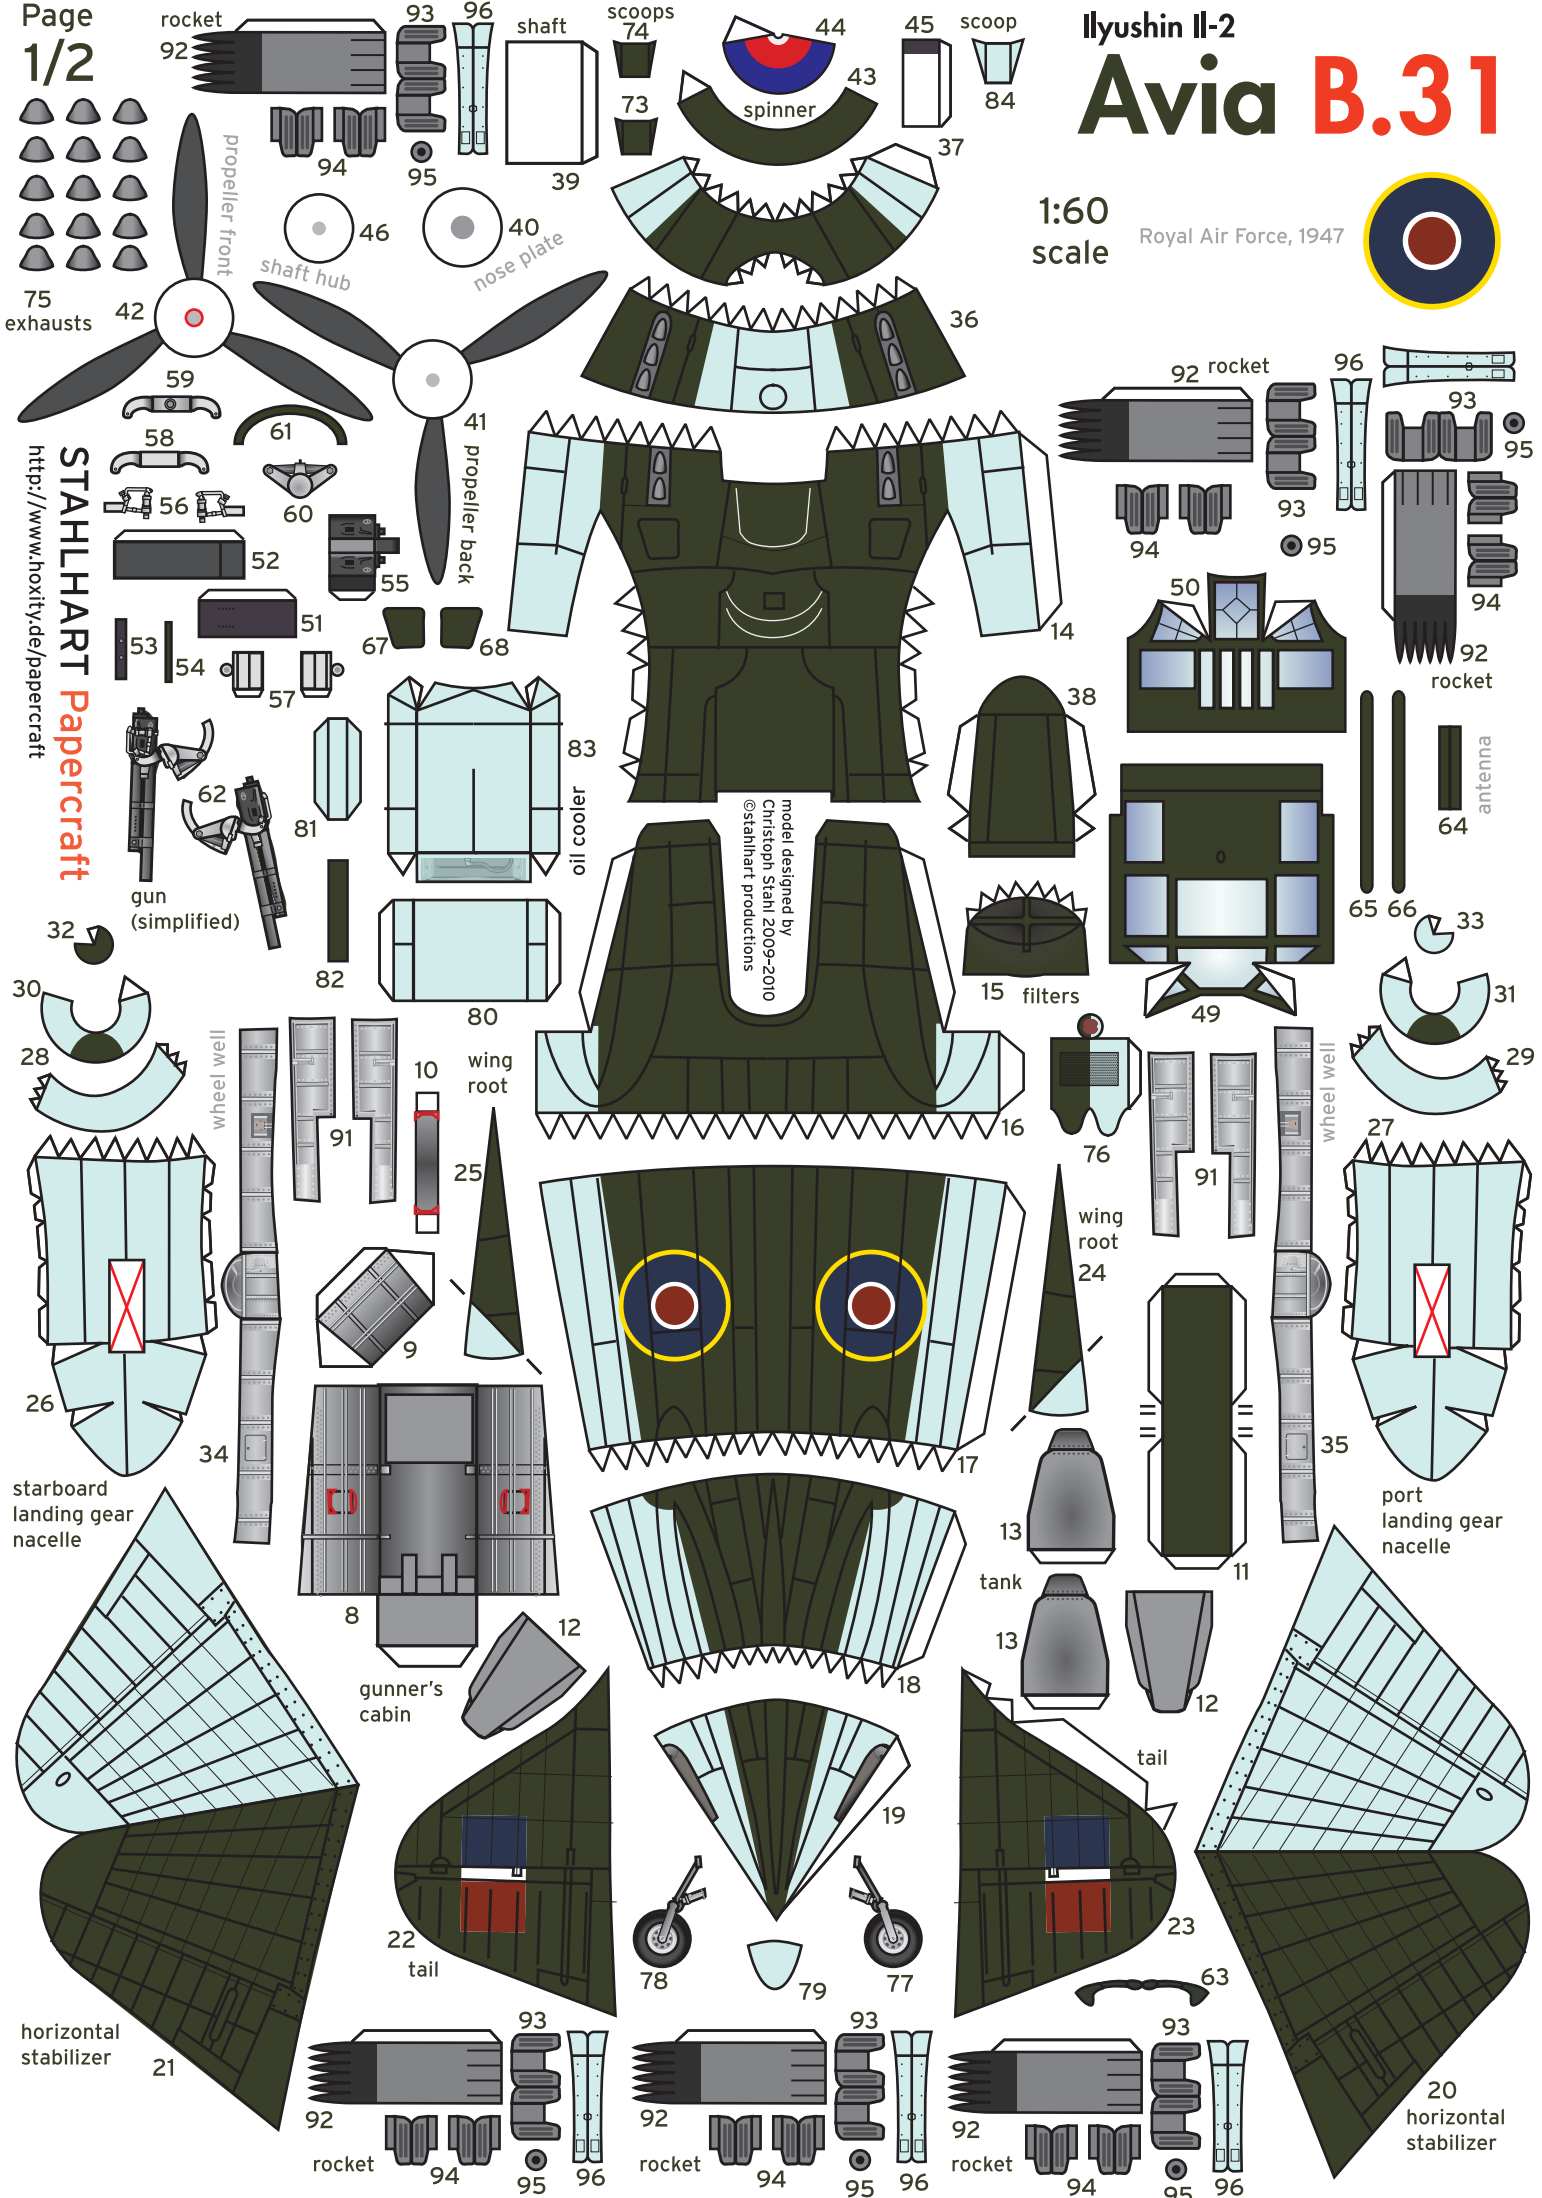 Page
1/2
rocket
92
93
96
shaft
scoops
74
44
45
scoop
Ilyushin Il-2
Avia B.31
43
spinner
84
73
37
94
95
39
propeller front
46
shaft hub
40
nose plate
1:60
scale
Royal Air Force, 1947
75
exhausts
42
36
59
58
61
41
propeller back
92
rocket
96
93
95
93
94
95
94
92
rocket
STAHLHART Papercraft
http://www.hoxity.de/papercraft
56
60
52
55
51
53
54
57
67
68
14
50
38
83
oil cooler
81
62
gun
(simplified)
82
80
model designed by
Christoph Stahl 2009-2010
©stahlhart productions
64
antenna
65
66
33
32
30
28
15
filters
49
31
29
wheel well
10
wing
root
91
25
16
76
91
wheel well
27
wing
root
24
9
26
34
17
35
starboard
landing gear
nacelle
port
landing gear
nacelle
13
11
tank
8
12
13
12
18
gunner's
cabin
tail
19
22
tail
23
78
79
77
63
horizontal
stabilizer
21
20
horizontal
stabilizer
93
92
rocket
94
95
96
93
92
rocket
94
95
96
93
92
rocket
94
95
96